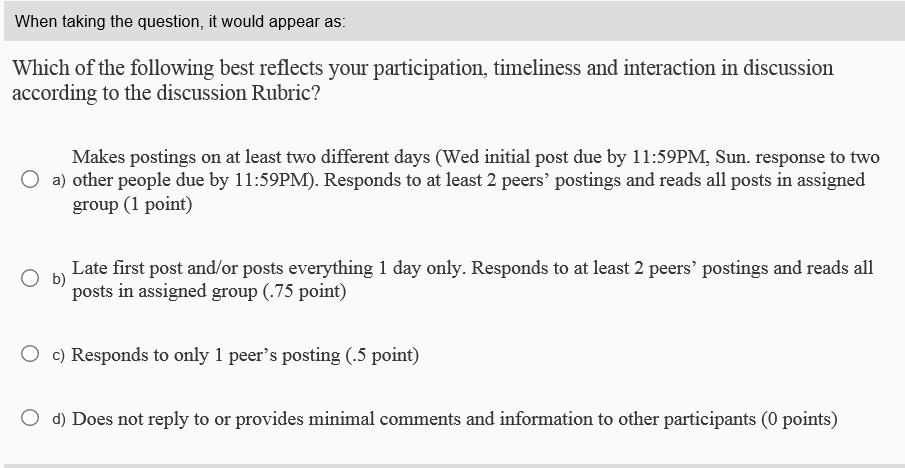 When taking the question, it would appear as:
Which of the following best reflects your participation, timeliness and interaction in discussion
according to the discussion Rubric?
Makes postings on at least two different days (Wed initial post due by 11:59PM, Sun. response to two
a) other people due by 11:59PM). Responds to at least 2 peers’ postings and reads all posts in assigned
group (1 point)
Late first post and/or posts everything 1 day only. Responds to at least 2 peers’ postings and reads all
b)
posts in assigned group (.75 point)
c) Responds to only 1 peer’s posting (.5 point)
d) Does not reply to or provides minimal comments and information to other participants (0 points)